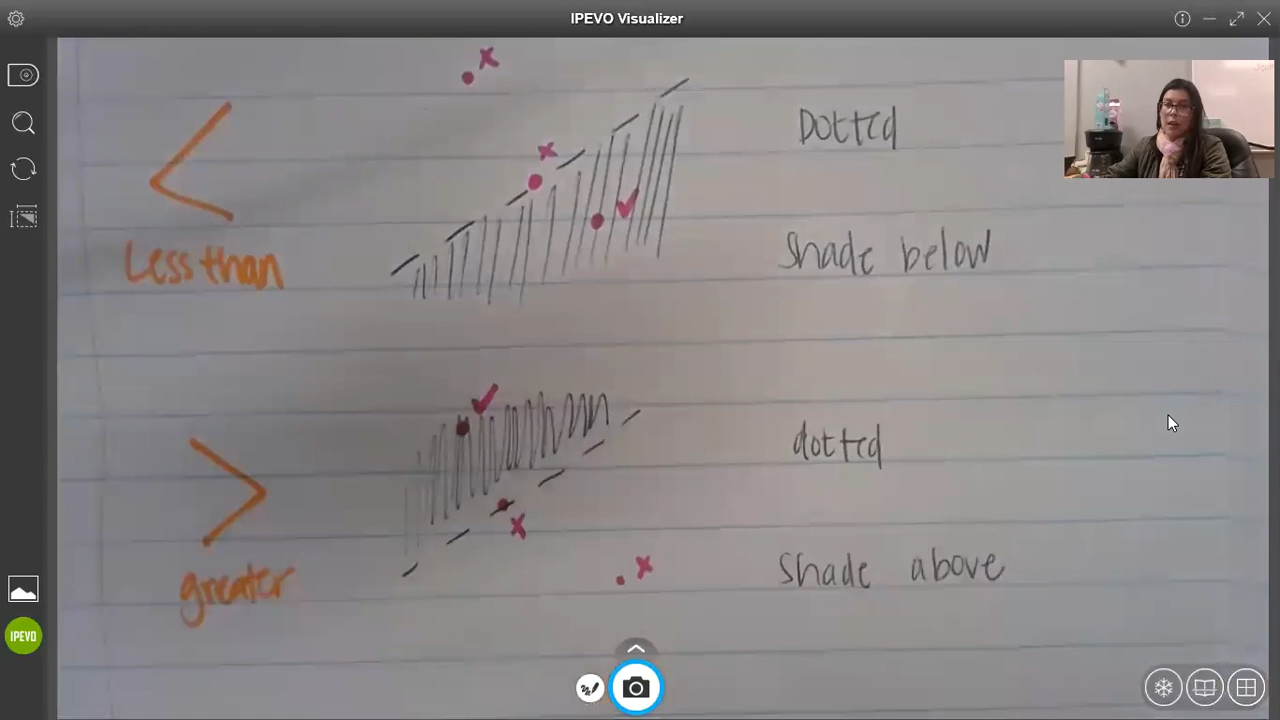 IPEVO Visualizer
<
Less than
Dotted
Shade below
>
greater
dotted
Shade above
IPEVO